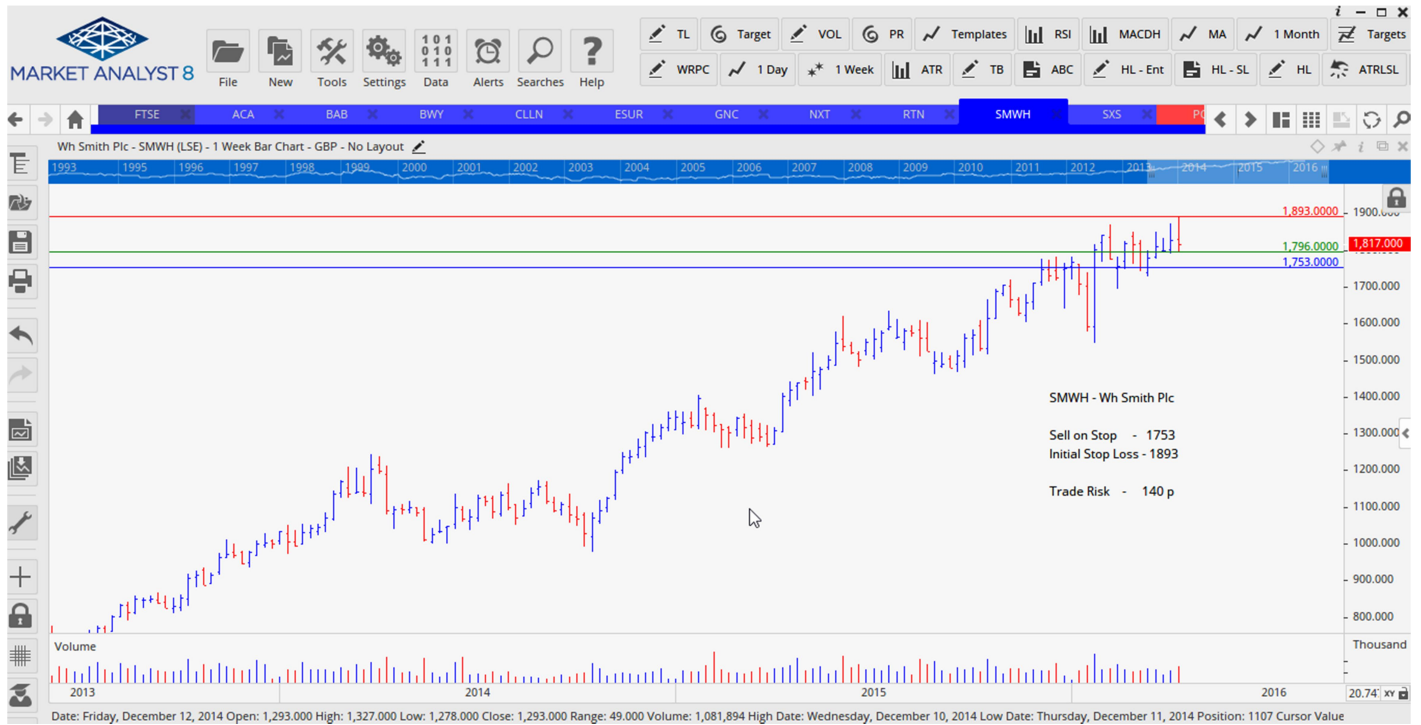 i
TL Target VOL PR Templates RSI MACDH MA 1 Month Targets
MARKET ANALYST 8
File New Tools Settings Data Alerts Searches Help
101
010
111
WRPC 1 Day 1 Week ATR TB ABC HL - Ent HL - SL HL ATRLSL
FTSE ACA BAB BWY CLLN ESUR GNC NXT RTN SMWH SXS
Wh Smith Plc - SMWH (LSE) - 1 Week Bar Chart - GBP - No Layout
1993 1995 1996 1997 1998 1999 2000 2001 2002 2003 2004 2005 2006 2007 2008 2009 2010 2011 2012 2013 2014 2015 2016
1,893.0000
1,796.0000
1,753.0000
1,817.000
1700.000
1600.000
1500.000
1400.000
1300.000
1200.000
1100.000
1000.000
900.000
800.000
SMWH - Wh Smith Plc
Sell on Stop - 1753
Initial Stop Loss - 1893
Trade Risk - 140 p
Volume
Thousand
2013 2014 2015 2016
XY
Date: Friday, December 12, 2014 Open: 1,293.000 High: 1,327.000 Low: 1,278.000 Close: 1,293.000 Range: 49.000 Volume: 1,081,894 High Date: Wednesday, December 10, 2014 Low Date: Thursday, December 11, 2014 Position: 1107 Cursor Value